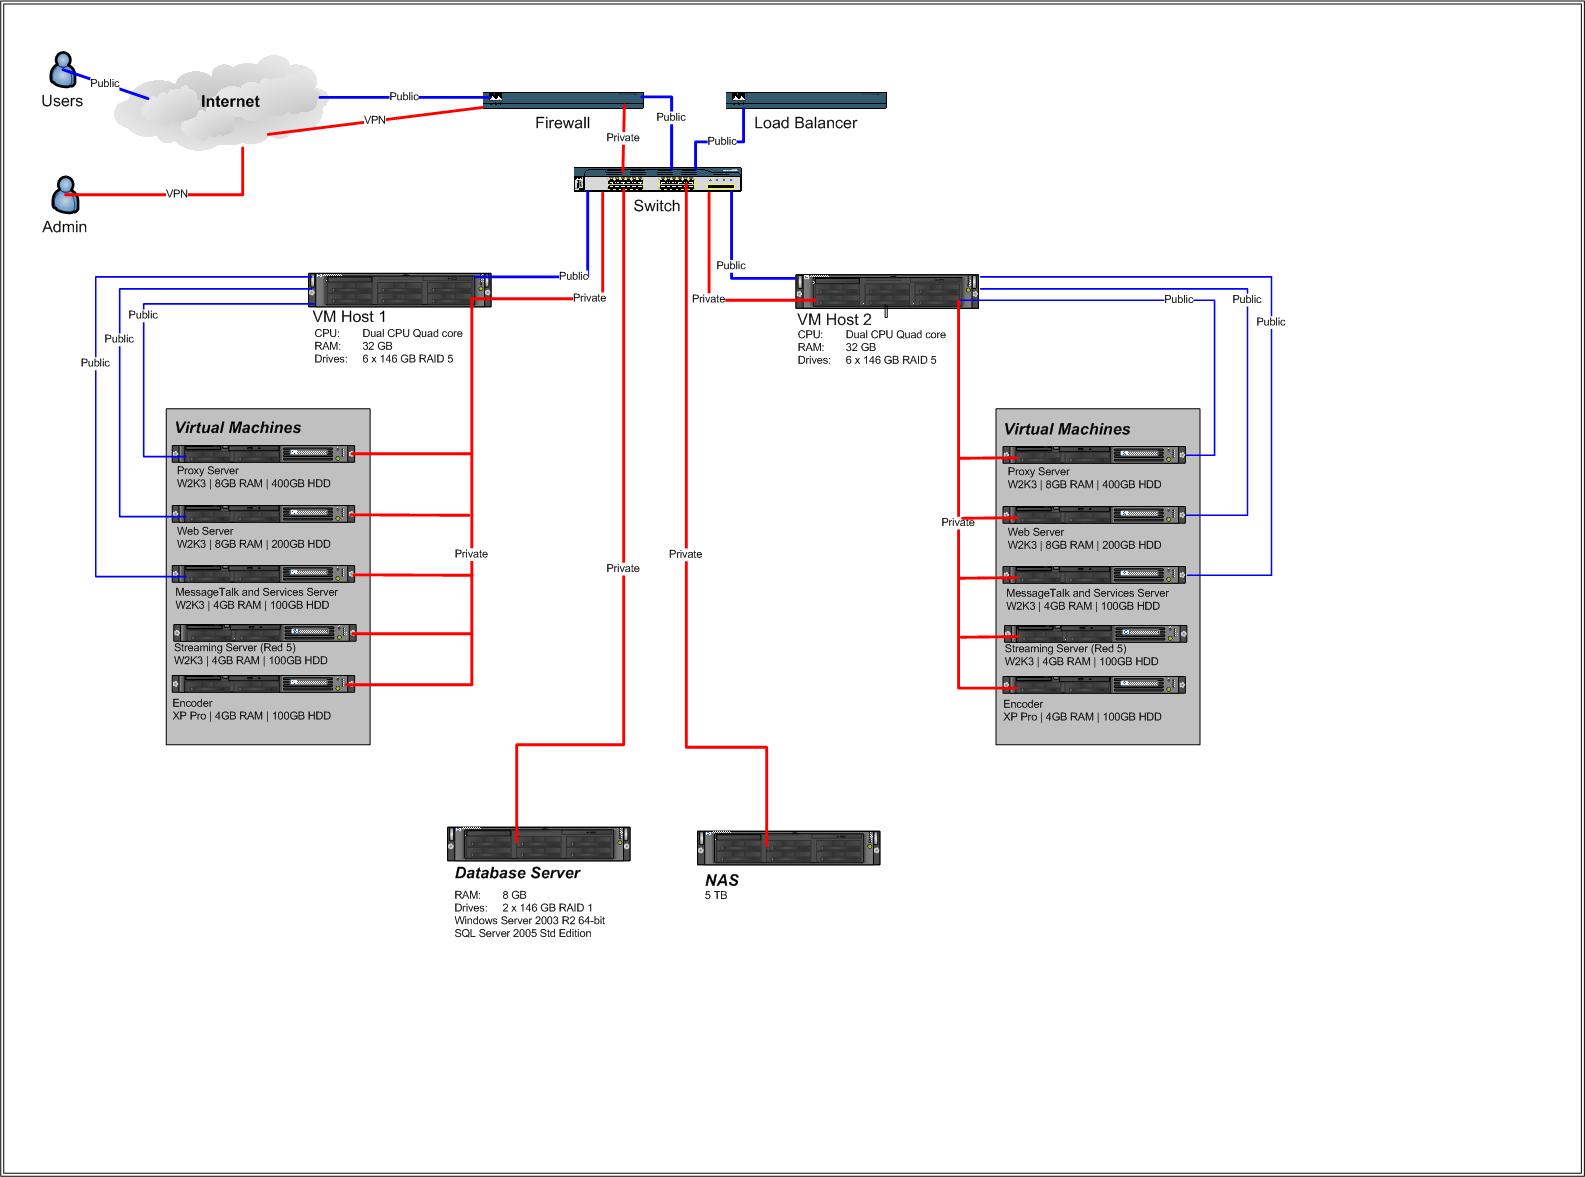 Users
Public
Internet
Public
VPN
Firewall
Private
Public
Load Balancer
Public
Admin
VPN
Switch
Public
Private
VM Host 1
CPU: Dual CPU Quad core
RAM: 32 GB
Drives: 6 x 146 GB RAID 5
Public
Private
VM Host 2
CPU: Dual CPU Quad core
RAM: 32 GB
Drives: 6 x 146 GB RAID 5
Public
Public
Public
Public
Public
Public
Virtual Machines
Proxy Server
W2K3 | 8GB RAM | 400GB HDD
Web Server
W2K3 | 8GB RAM | 200GB HDD
MessageTalk and Services Server
W2K3 | 4GB RAM | 100GB HDD
Streaming Server (Red 5)
W2K3 | 4GB RAM | 100GB HDD
Encoder
XP Pro | 4GB RAM | 100GB HDD
Private
Private
Private
Private
Virtual Machines
Proxy Server
W2K3 | 8GB RAM | 400GB HDD
Web Server
W2K3 | 8GB RAM | 200GB HDD
MessageTalk and Services Server
W2K3 | 4GB RAM | 100GB HDD
Streaming Server (Red 5)
W2K3 | 4GB RAM | 100GB HDD
Encoder
XP Pro | 4GB RAM | 100GB HDD
Database Server
RAM: 8 GB
Drives: 2 x 146 GB RAID 1
Windows Server 2003 R2 64-bit
SQL Server 2005 Std Edition
NAS
5 TB